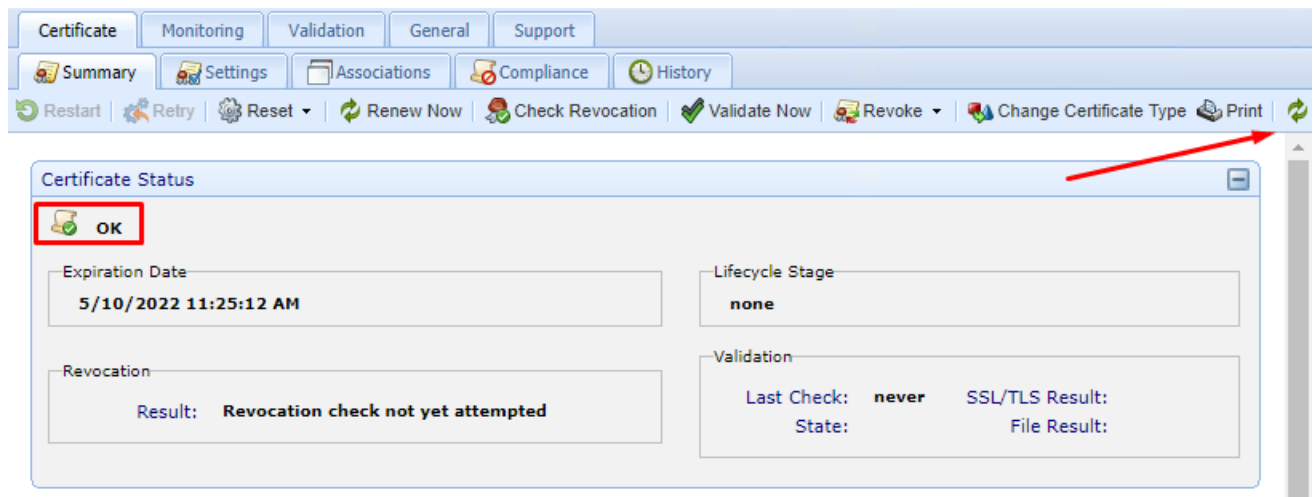 Certificate Monitoring Validation General Support
Summary Settings Associations Compliance History
Restart Retry Reset Renew Now Check Revocation Validate Now Revoke Change Certificate Type Print
Certificate Status
OK
Expiration Date
5/10/2022 11:25:12 AM
Lifecycle Stage
none
Revocation
Result: Revocation check not yet attempted
Validation
Last Check: never SSL/TLS Result:
State: File Result: